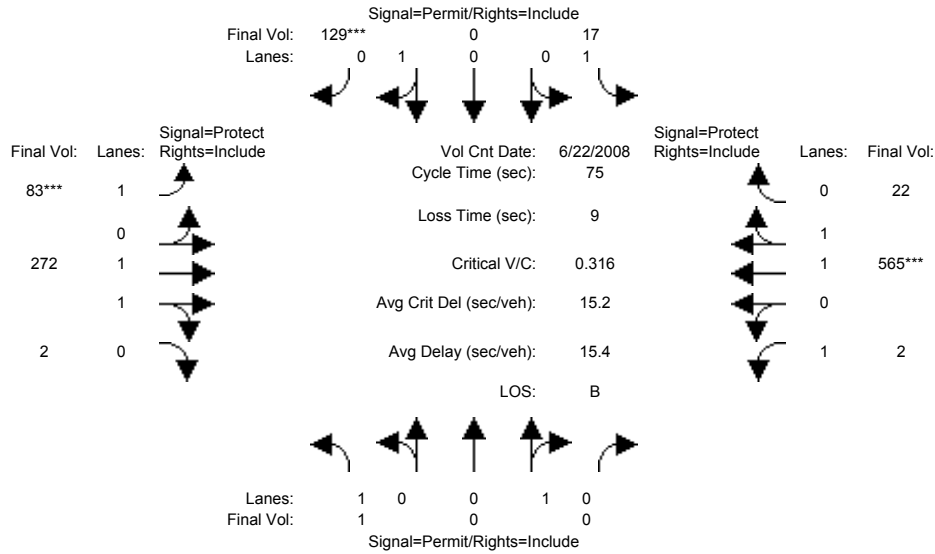 Signal=Permit/Rights=Include
Final Vol: 129*** 0 17
Lanes: 0 1 0 0 1
Signal=Protect Signal=Protect
Final Vol: Lanes: Rights=Include Vol Cnt Date: 6/22/2008 Rights=Include Lanes: Final Vol:
Cycle Time (sec): 75
83*** 1 0 22
Loss Time (sec): 9
0 1
272 1 Critical V/C: 0.316 1 565***
1 Avg Crit Del (sec/veh): 15.2 0
2 0 Avg Delay (sec/veh): 15.4 1 2
LOS: B
Lanes: 1 0 0 1 0
Final Vol: 1 0 0
Signal=Permit/Rights=Include